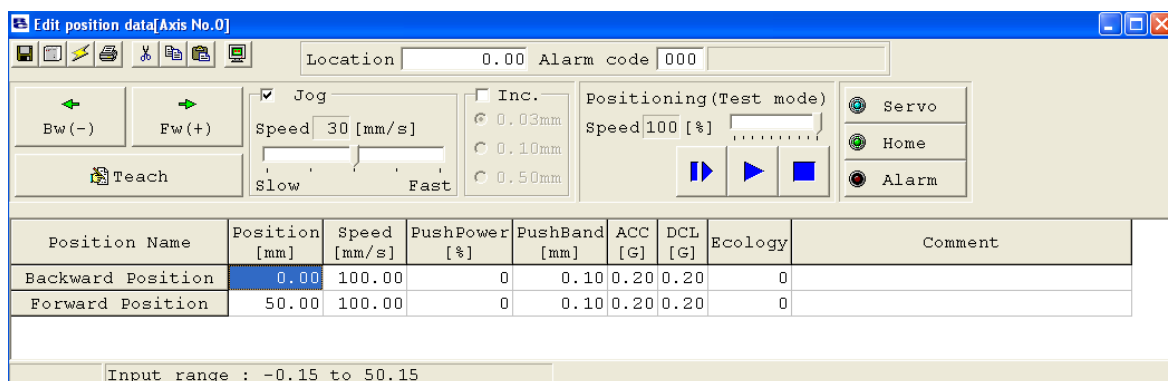 Edit position data[Axis No.0]
Location 0.00 Alarm code 000
Bw(-) Fw(+)
Teach
Jog
Speed 30 [mm/s]
Slow Fast
Inc.
0.03mm
0.10mm
0.50mm
Positioning(Test mode)
Speed 100 [%]
Servo
Home
Alarm
Position Name Position [mm] Speed [mm/s] PushPower [%] PushBand [mm] ACC [G] DCL [G] Ecology Comment
Backward Position 0.00 100.00 0 0.10 0.20 0.20 0
Forward Position 50.00 100.00 0 0.10 0.20 0.20 0
Input range : -0.15 to 50.15